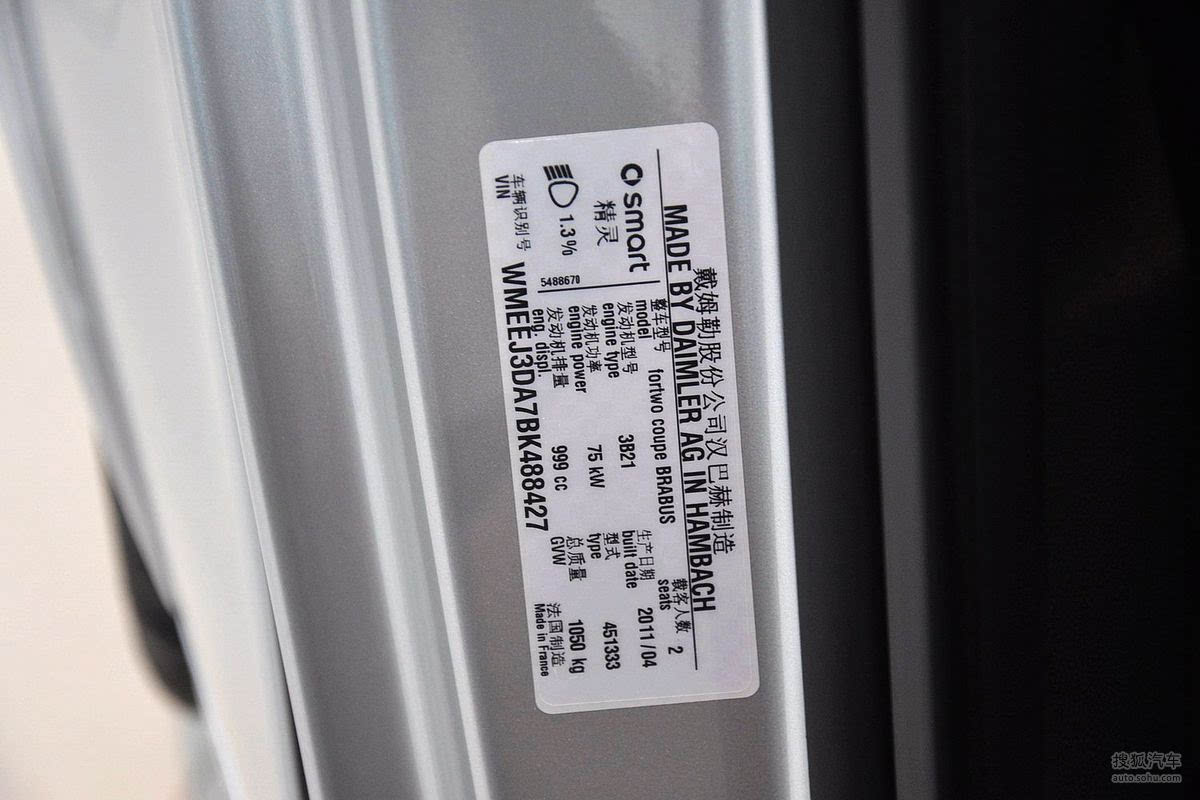 戴姆勒股份公司汉巴赫制造
MADE BY DAIMLER AG IN HAMBACH
smart
精灵
1.3%
5488670
整车型号
model fortwo coupe BRABUS
载客人数
seats 2
发动机型号
engine type 3B21
生产日期
built date 2011/04
发动机功率
engine power 75 kW
型式
type 451333
发动机排量
eng. displ. 999 cc
总质量
GVW 1050 kg
车辆识别号
VIN WMEEJ3DA7BK488427
法国制造
Made in France
搜狐汽车
auto.sohu.com